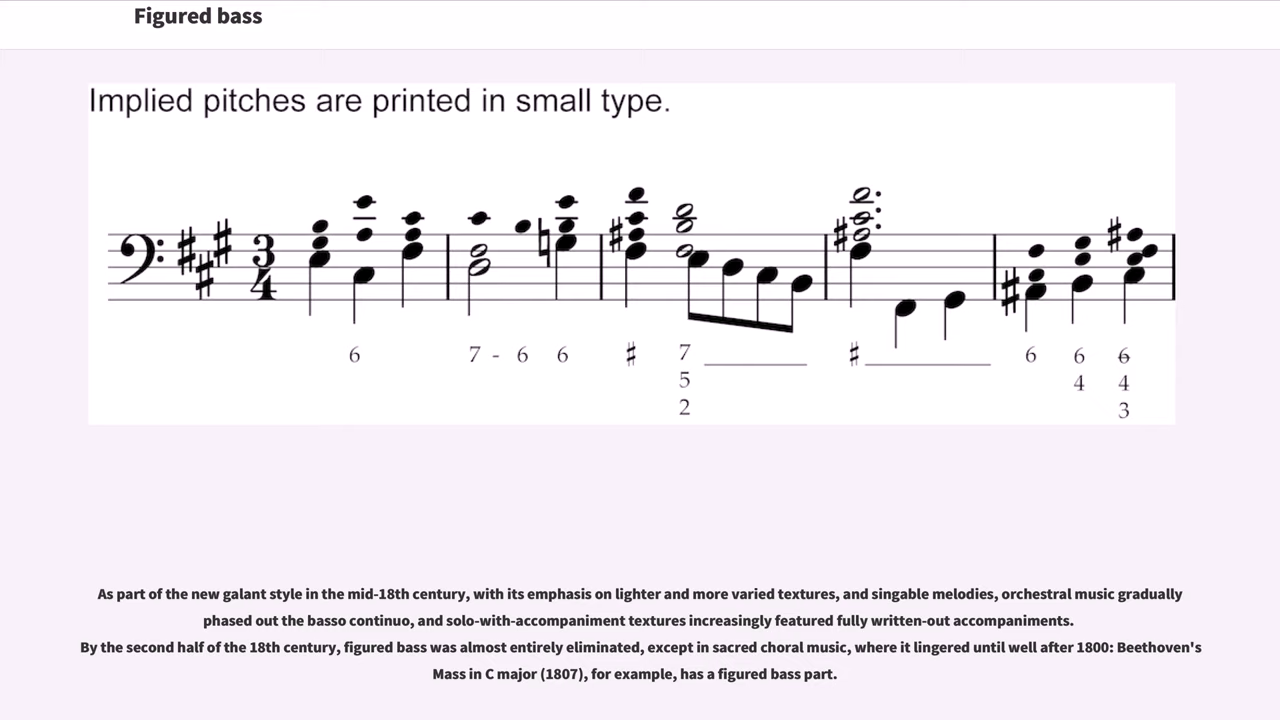 Figured bass
Implied pitches are printed in small type.
3
4
6 7 - 6 6 ♯ 7 ♯ 6 6 6
5 4 4
2 3
As part of the new galant style in the mid-18th century, with its emphasis on lighter and more varied textures, and singable melodies, orchestral music gradually
phased out the basso continuo, and solo-with-accompaniment textures increasingly featured fully written-out accompaniments.
By the second half of the 18th century, figured bass was almost entirely eliminated, except in sacred choral music, where it lingered until well after 1800: Beethoven's
Mass in C major (1807), for example, has a figured bass part.